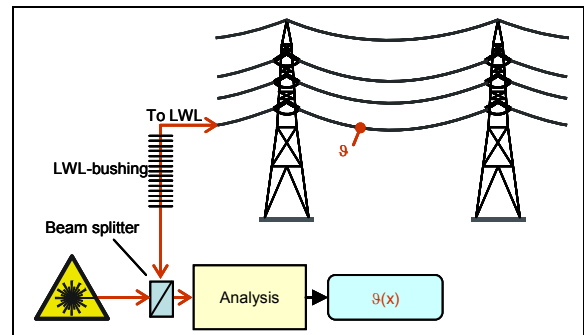 To LWL
ϑ
LWL-bushing
Beam splitter
Analysis
ϑ(x)